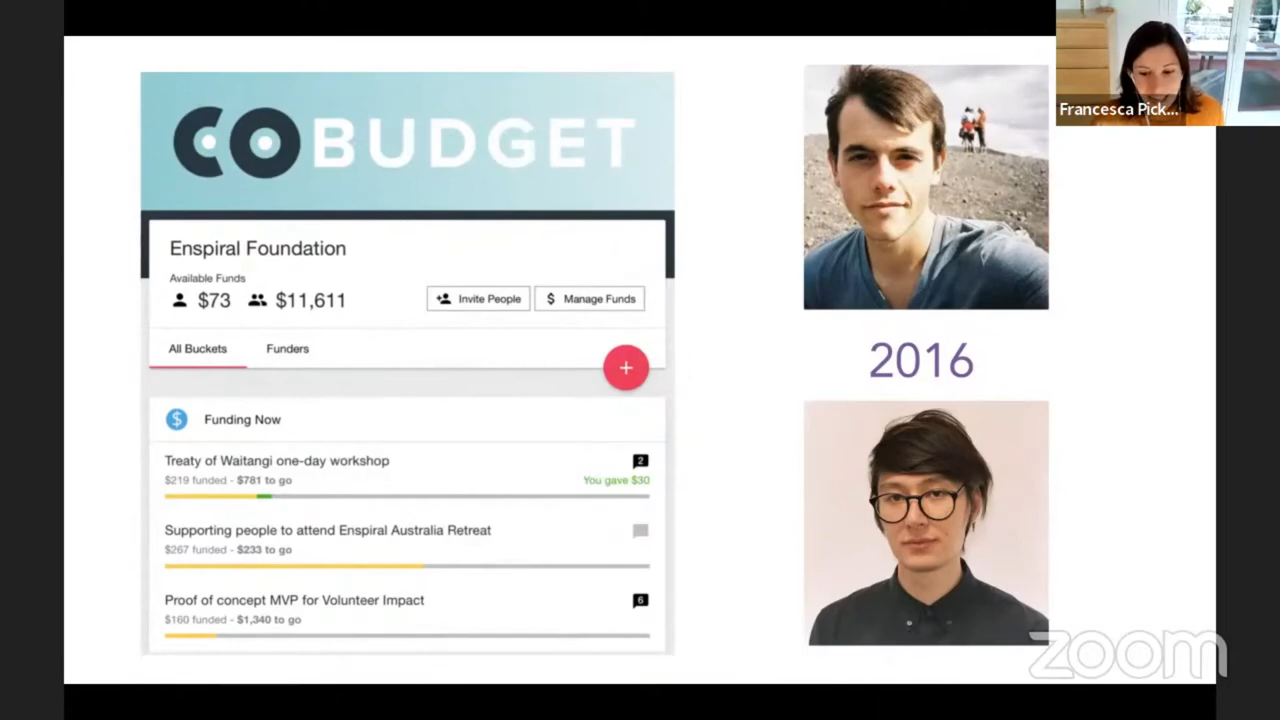 COBUDGET
Enspiral Foundation
Available Funds
$73 $11,611
Invite People
$ Manage Funds
All Buckets Funders
+
$ Funding Now
Treaty of Waitangi one-day workshop
2
$219 funded - $781 to go
You gave $30
Supporting people to attend Enspiral Australia Retreat
$267 funded - $233 to go
Proof of concept MVP for Volunteer Impact
6
$160 funded - $1,340 to go
2016
Francesca Pick...
zoom